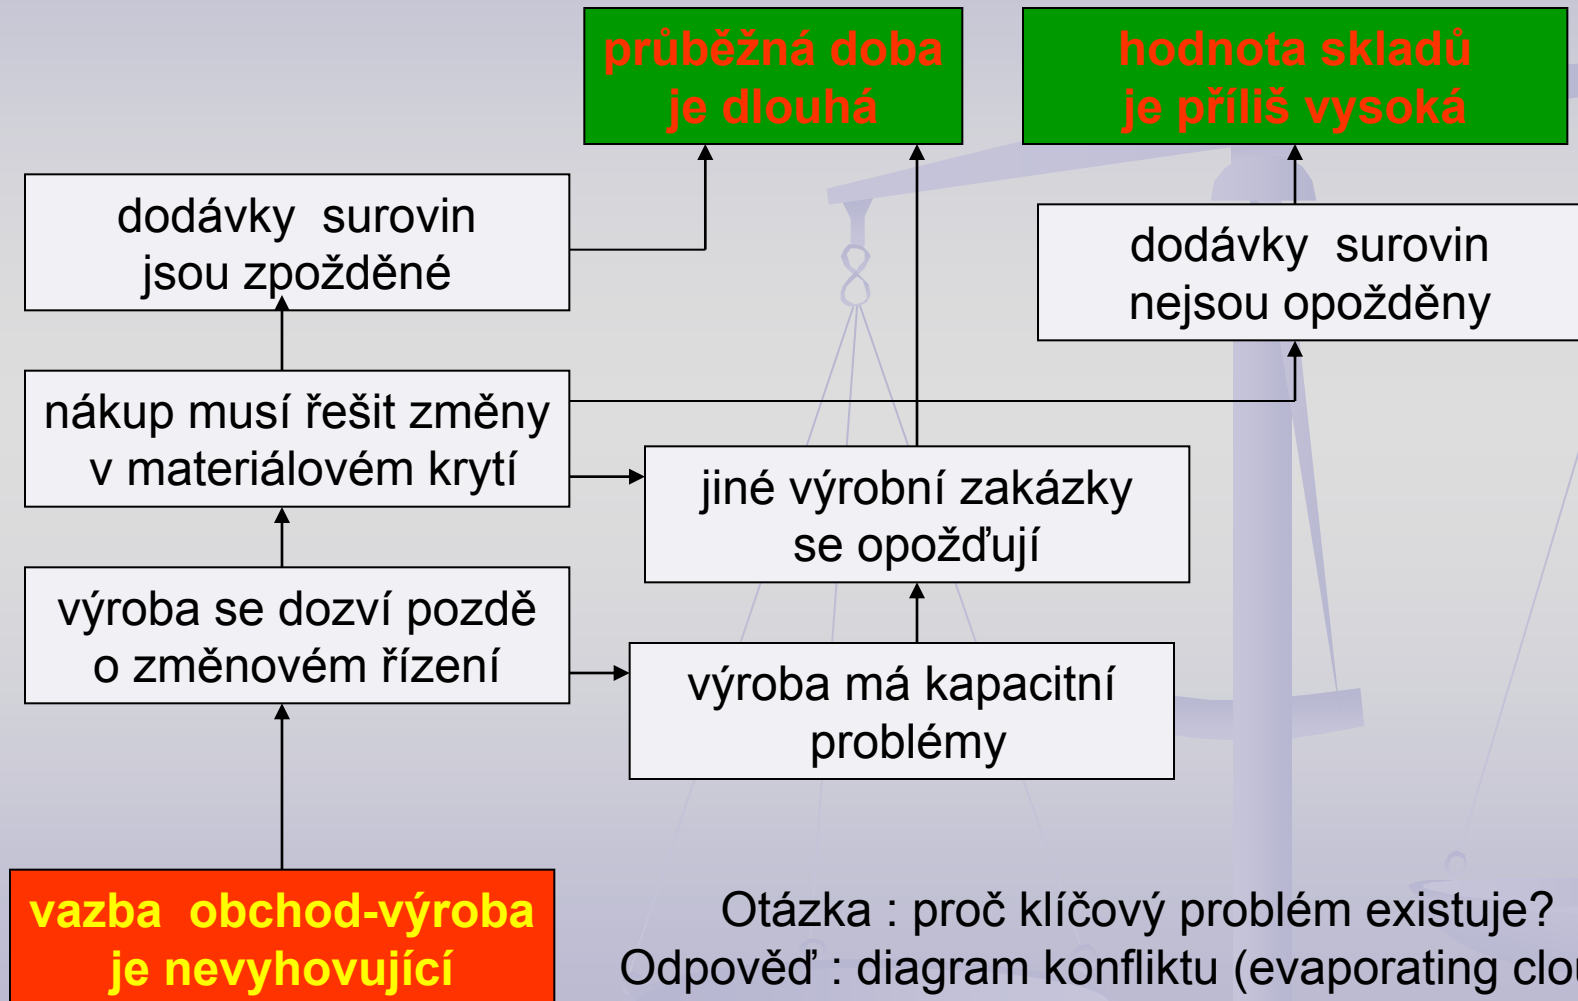 průběžná doba
je dlouhá
hodnota skladů
je příliš vysoká
dodávky surovin
jsou zpožděné
dodávky surovin
nejsou opožděny
nákup musí řešit změny
v materiálovém krytí
jiné výrobní zakázky
se opožďují
výroba se dozví pozdě
o změnovém řízení
výroba má kapacitní
problémy
vazba obchod-výroba
je nevyhovující
Otázka : proč klíčový problém existuje?
Odpověď : diagram konfliktu (evaporating